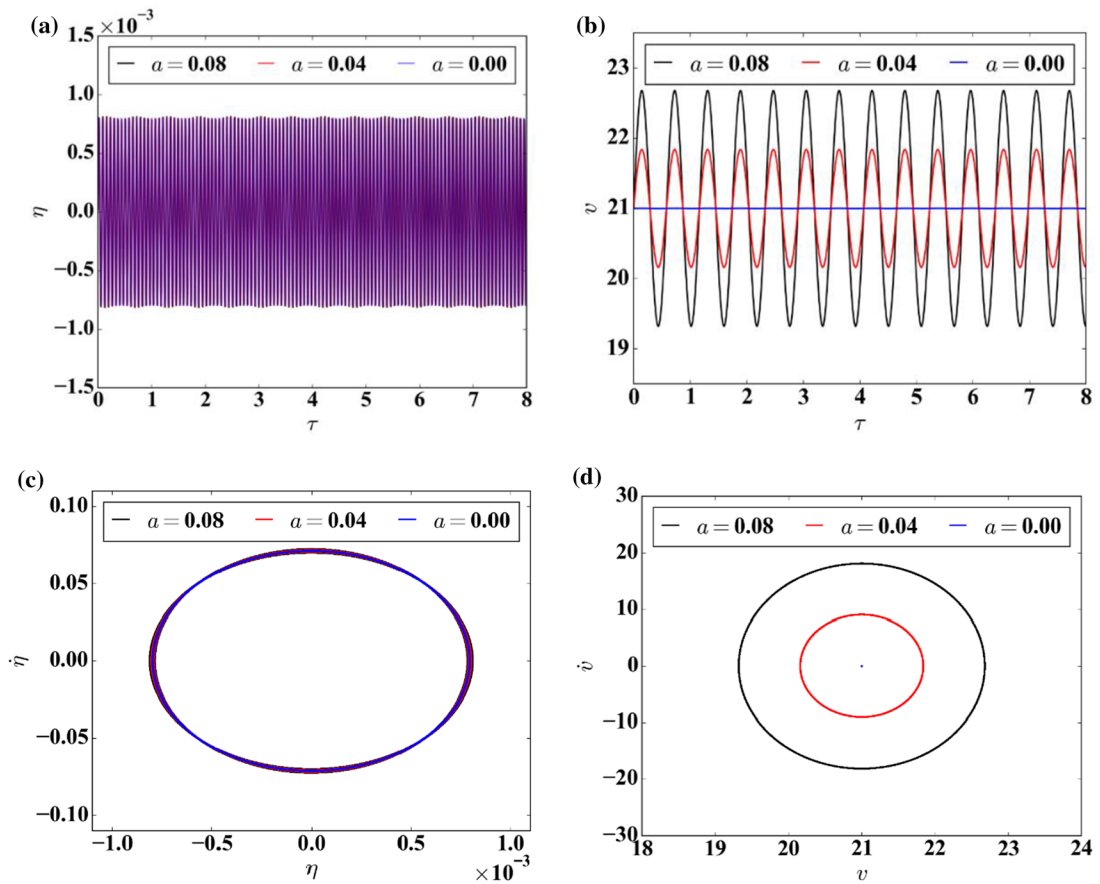 (a)
×10⁻³
a = 0.08 a = 0.04 a = 0.00
1.5
1.0
0.5
0.0
−0.5
−1.0
−1.5
η
0 1 2 3 4 5 6 7 8
τ
(b)
a = 0.08 a = 0.04 a = 0.00
23
22
21
20
19
v
0 1 2 3 4 5 6 7 8
τ
(c)
a = 0.08 a = 0.04 a = 0.00
0.10
0.05
0.00
−0.05
−0.10
η̇
−1.0 −0.5 0.0 0.5 1.0
η
×10⁻³
(d)
a = 0.08 a = 0.04 a = 0.00
30
20
10
0
−10
−20
−30
v̇
18 19 20 21 22 23 24
v